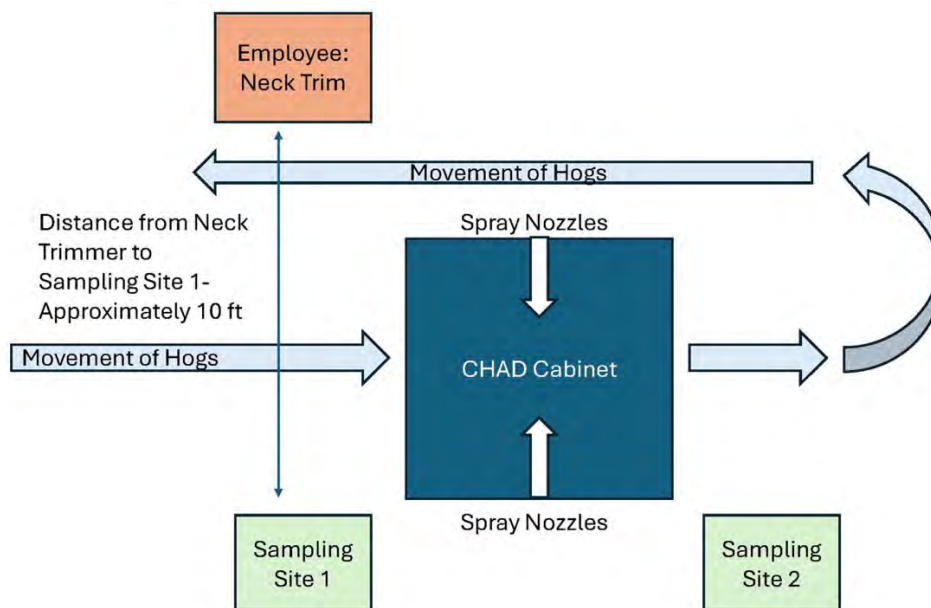 Employee:
Neck Trim
Movement of Hogs
Distance from Neck
Trimmer to
Sampling Site 1-
Approximately 10 ft
Spray Nozzles
Movement of Hogs
CHAD Cabinet
Spray Nozzles
Sampling
Site 1
Sampling
Site 2